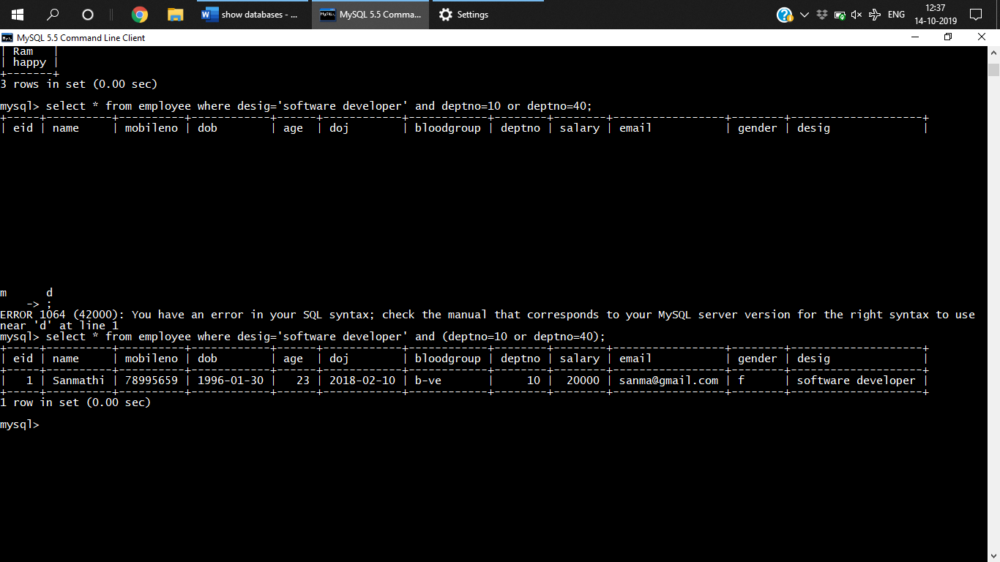 show databases - ...
MySQL 5.5 Comma...
Settings
ENG
12:37
14-10-2019
MySQL 5.5 Command Line Client
| Ram   |
| happy |
+-------+
3 rows in set (0.00 sec)
mysql> select * from employee where desig='software developer' and deptno=10 or deptno=40;
+-----+----------+----------+------------+------+------------+------------+--------+--------+-----------------+--------+--------------------+
| eid | name     | mobileno | dob        | age  | doj        | bloodgroup | deptno | salary | email           | gender | desig              |
m      d
    -> ;
ERROR 1064 (42000): You have an error in your SQL syntax; check the manual that corresponds to your MySQL server version for the right syntax to use
near 'd' at line 1
mysql> select * from employee where desig='software developer' and (deptno=10 or deptno=40);
+-----+----------+----------+------------+------+------------+------------+--------+--------+-----------------+--------+--------------------+
| eid | name     | mobileno | dob        | age  | doj        | bloodgroup | deptno | salary | email           | gender | desig              |
+-----+----------+----------+------------+------+------------+------------+--------+--------+-----------------+--------+--------------------+
|   1 | Sanmathi | 78995659 | 1996-01-30 |   23 | 2018-02-10 | b-ve       |     10 |  20000 | sanma@gmail.com | f      | software developer |
+-----+----------+----------+------------+------+------------+------------+--------+--------+-----------------+--------+--------------------+
1 row in set (0.00 sec)
mysql>